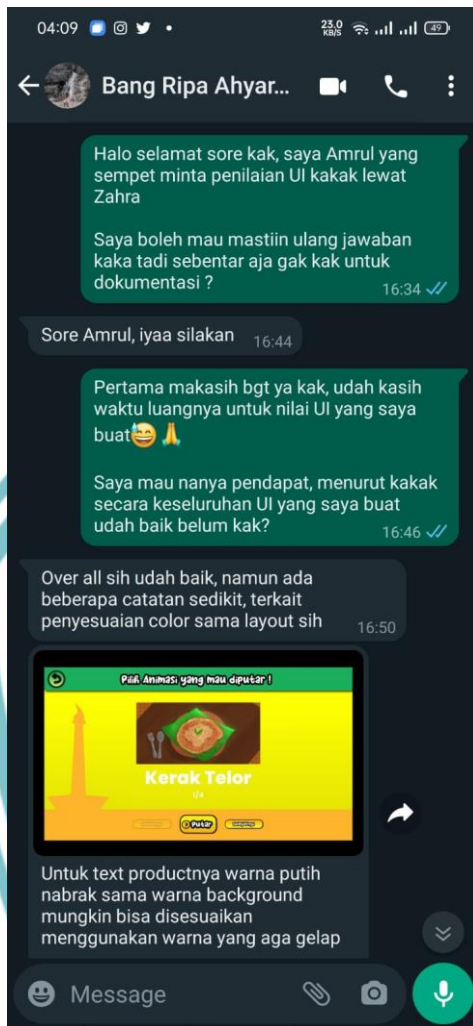 04:09
23.0
KB/S
49
Bang Ripa Ahyar...
Halo selamat sore kak, saya Amrul yang
sempet minta penilaian UI kakak lewat
Zahra
Saya boleh mau mastiin ulang jawaban
kaka tadi sebentar aja gak kak untuk
dokumentasi ?
16:34
Sore Amrul, iyaa silakan
16:44
Pertama makasih bgt ya kak, udah kasih
waktu luangnya untuk nilai UI yang saya
buat😅🙏
Saya mau nanya pendapat, menurut kakak
secara keseluruhan UI yang saya buat
udah baik belum kak?
16:46
Over all sih udah baik, namun ada
beberapa catatan sedikit, terkait
penyesuaian color sama layout sih
16:50
Pilih Animasi yang mau diputar !
Kerak Telor
1/4
Putar
Untuk text productnya warna putih
nabrak sama warna background
mungkin bisa disesuaikan
menggunakan warna yang aga gelap
Message